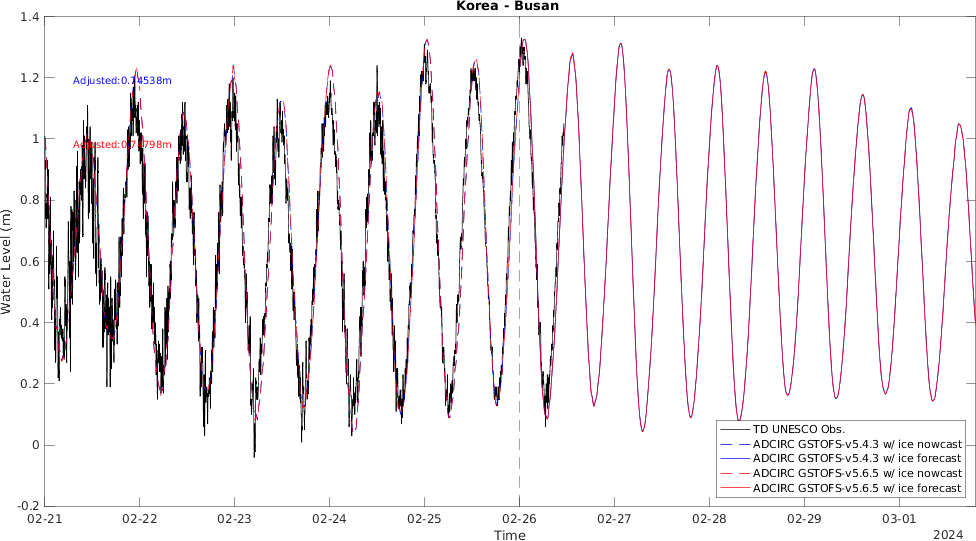 Korea - Busan
1.4
1.2
1
0.8
0.6
0.4
0.2
0
-0.2
Water Level (m)
Adjusted:0.74538m
TD UNESCO Obs.
ADCIRC GSTOFS-v5.4.3 w/ ice nowcast
ADCIRC GSTOFS-v5.4.3 w/ ice forecast
ADCIRC GSTOFS-v5.6.5 w/ ice nowcast
ADCIRC GSTOFS-v5.6.5 w/ ice forecast
02-21 02-22 02-23 02-24 02-25 02-26 02-27 02-28 02-29 03-01
Time
2024